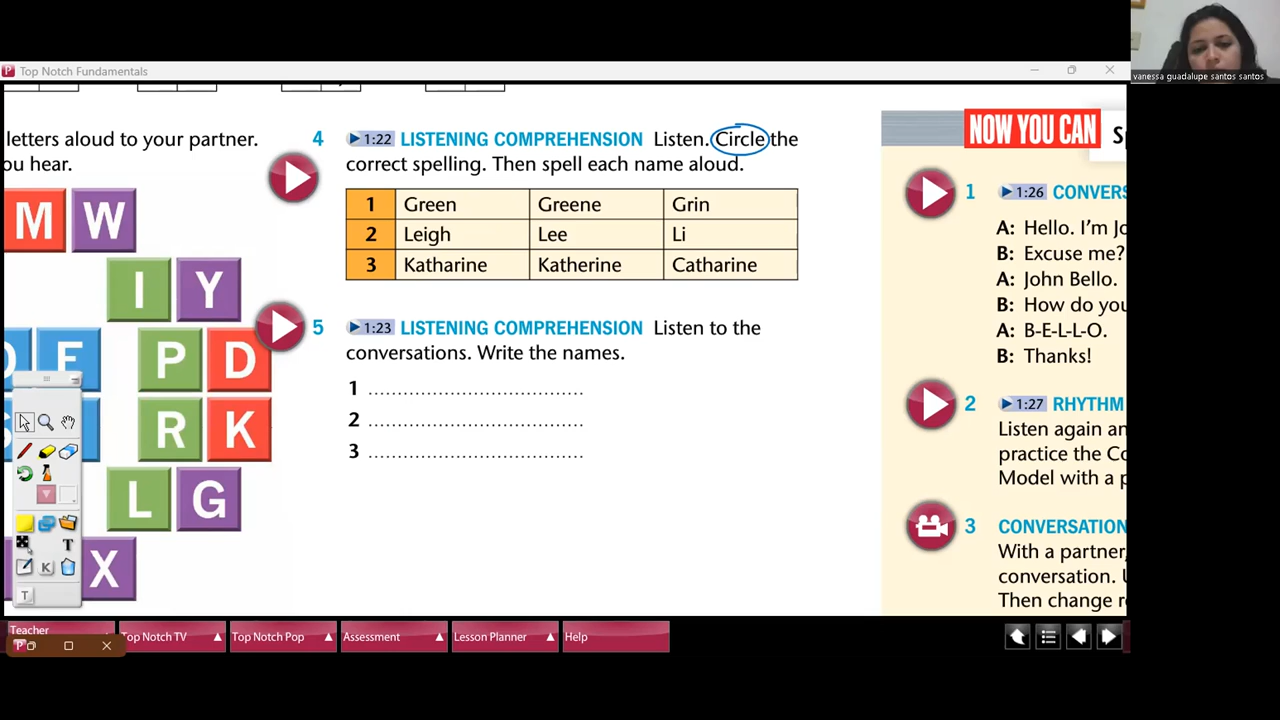 vanessa guadalupe santos santos
Top Notch Fundamentals
letters aloud to your partner.
ou hear.
M W
I Y
P D
R K
L G
X
4 1:22 LISTENING COMPREHENSION Listen. Circle the
correct spelling. Then spell each name aloud.
1 Green Greene Grin
2 Leigh Lee Li
3 Katharine Katherine Catharine
5 1:23 LISTENING COMPREHENSION Listen to the
conversations. Write the names.
1 ....................................
2 ....................................
3 ....................................
NOW YOU CAN
1 1:26 CONVERS
A: Hello. I'm Jo
B: Excuse me?
A: John Bello.
B: How do you
A: B-E-L-L-O.
B: Thanks!
2 1:27 RHYTHM
Listen again an
practice the Co
Model with a p
3 CONVERSATION
With a partner,
conversation. U
Then change ro
T
K
T
Teacher
Top Notch TV
Top Notch Pop
Assessment
Lesson Planner
Help